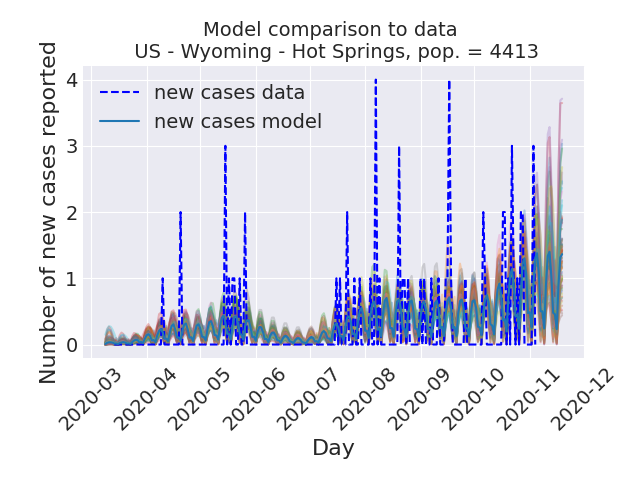 Model comparison to data
US - Wyoming - Hot Springs, pop. = 4413
Number of new cases reported
4
3
2
1
0
new cases data
new cases model
2020-03
2020-04
2020-05
2020-06
2020-07
2020-08
2020-09
2020-10
2020-11
2020-12
Day